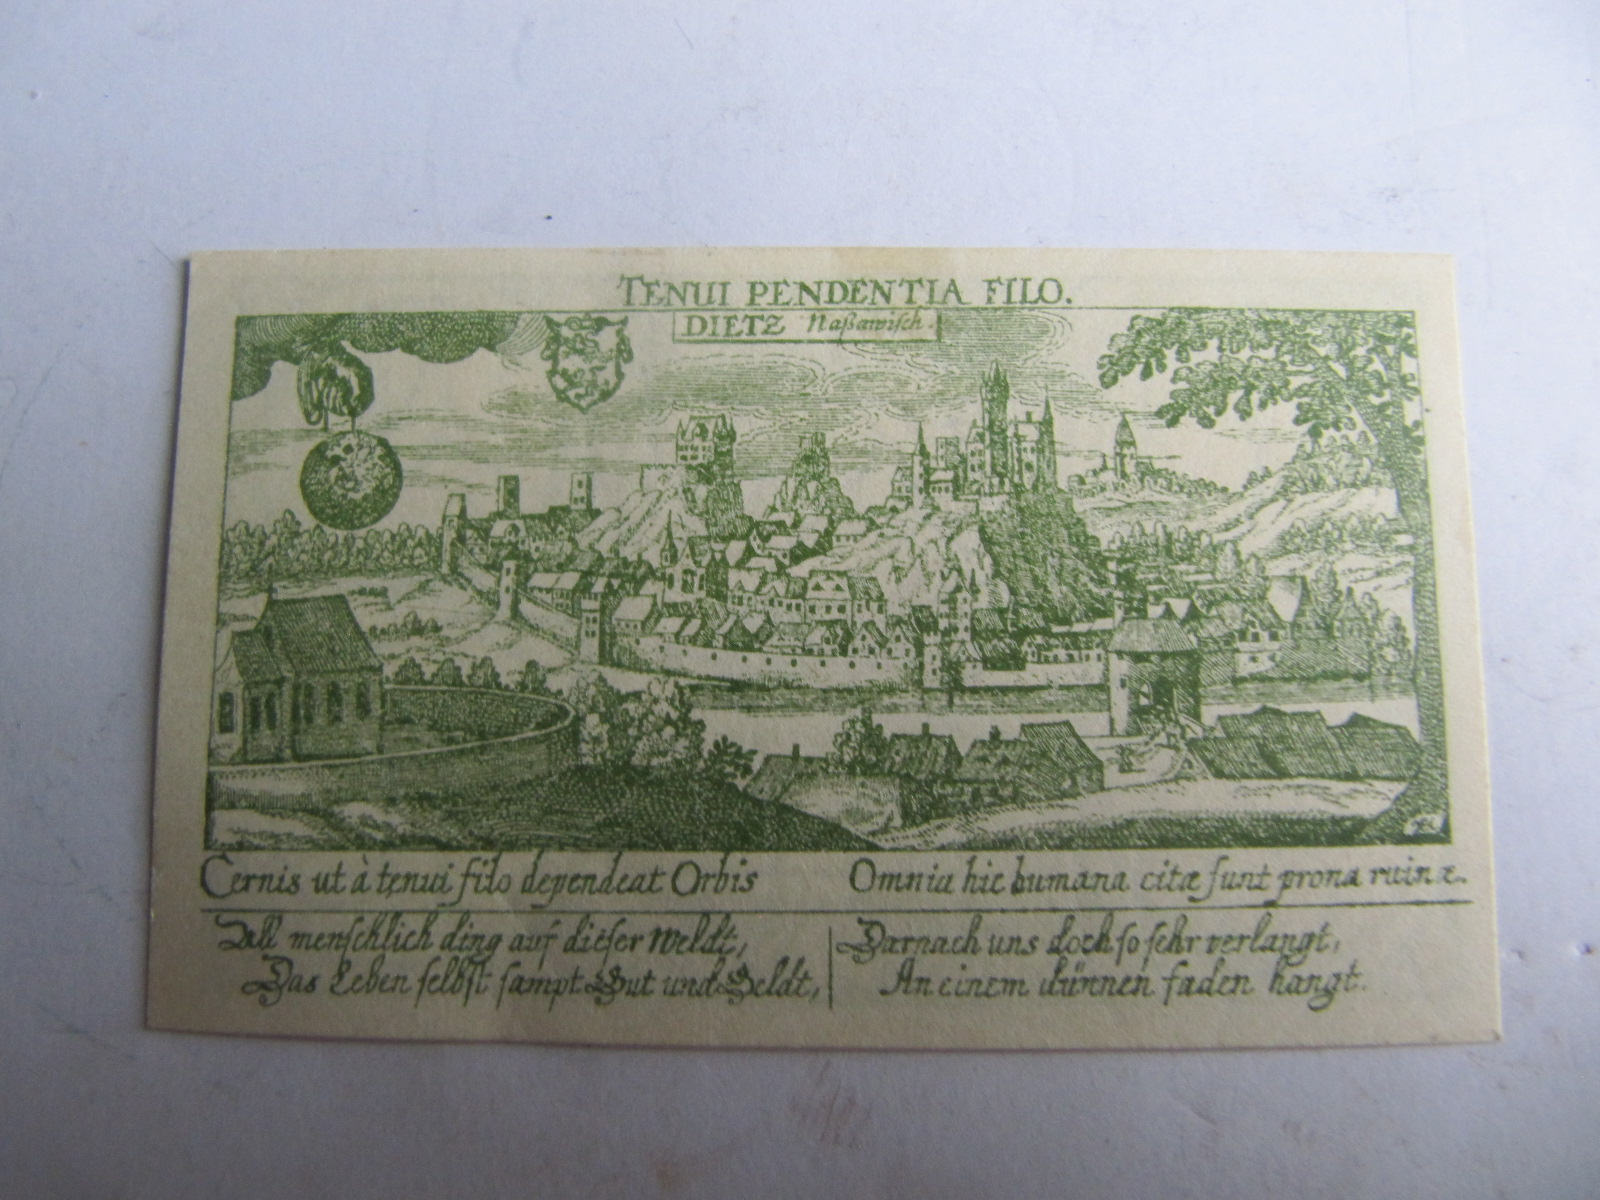 TENUI PENDENTIA FILO.
DIETZ Naßawisch.
Cernis ut à tenui filo dependeat Orbis
Omnia hic humana citæ sunt prona ruinæ.
All menschlich ding auf dieser Weldt,
Das Leben selbst sampt Gut und Geldt,
Darnach uns doch so sehr verlangt,
An einem dünnen faden hangt.